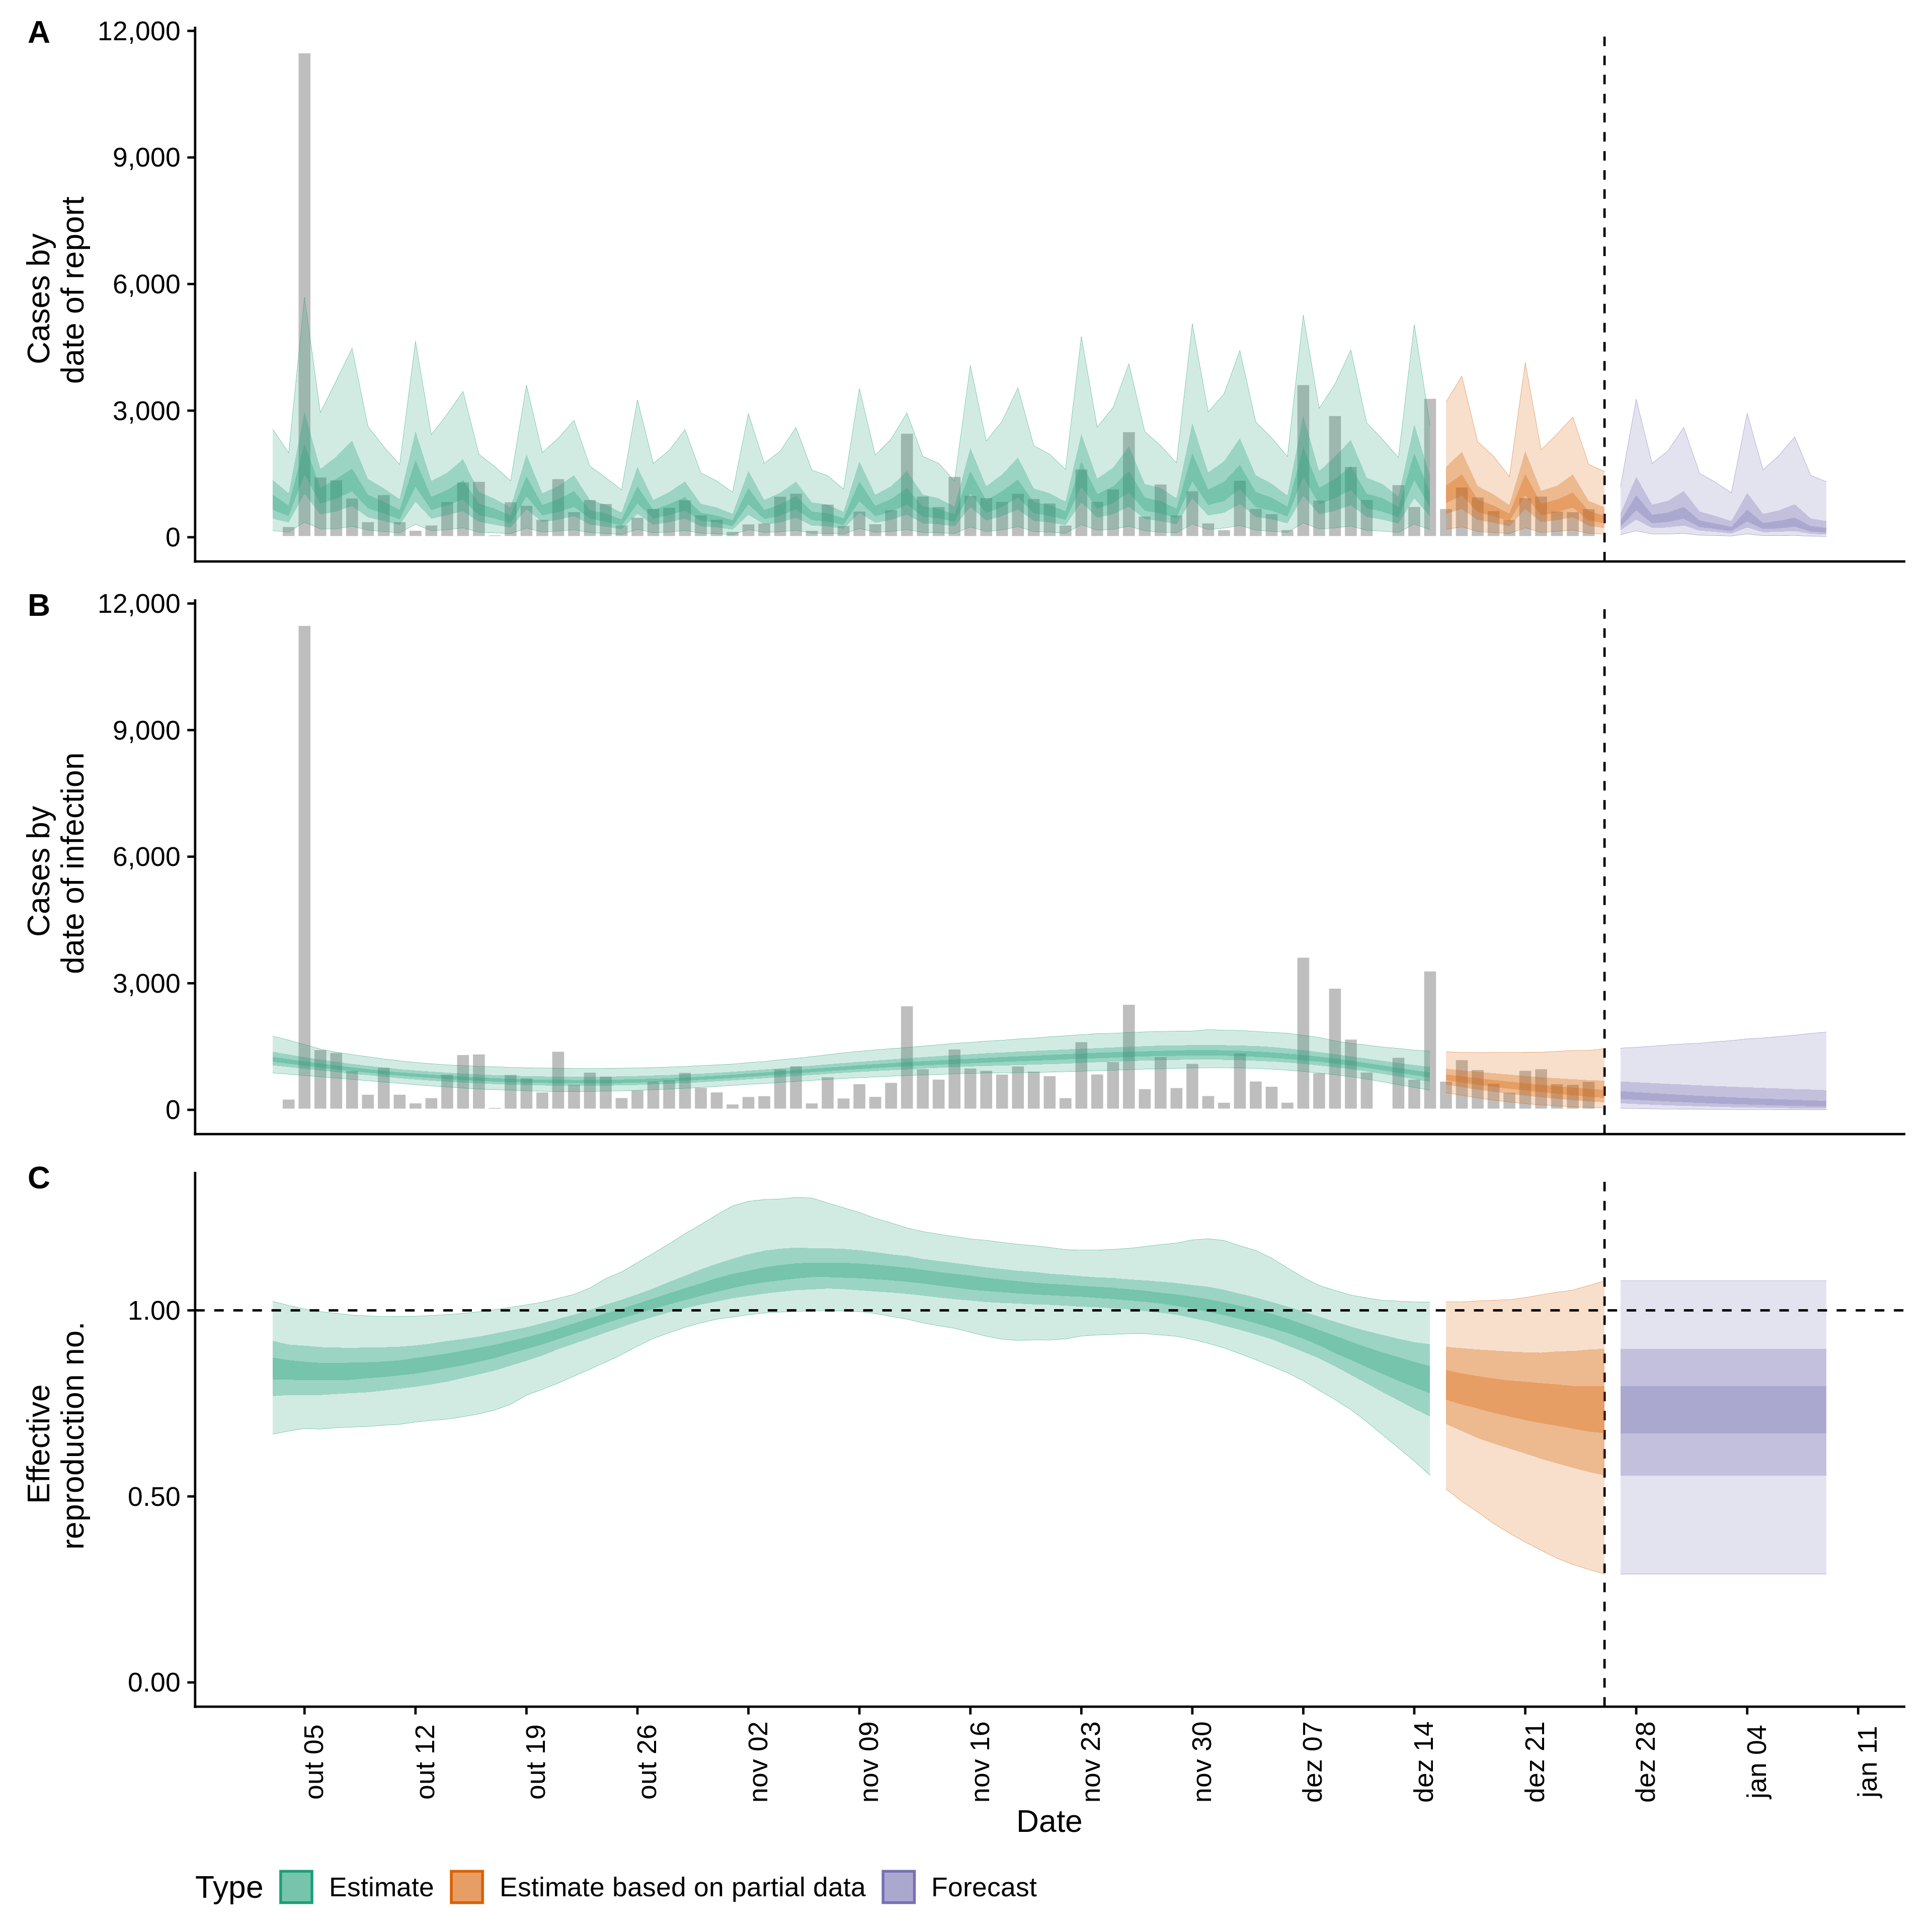 A
12,000
9,000
6,000
3,000
0
Cases by
date of report
B
12,000
9,000
6,000
3,000
0
Cases by
date of infection
C
1.00
0.50
0.00
Effective
reproduction no.
out 05
out 12
out 19
out 26
nov 02
nov 09
nov 16
nov 23
nov 30
dez 07
dez 14
dez 21
dez 28
jan 04
jan 11
Date
Type Estimate Estimate based on partial data Forecast